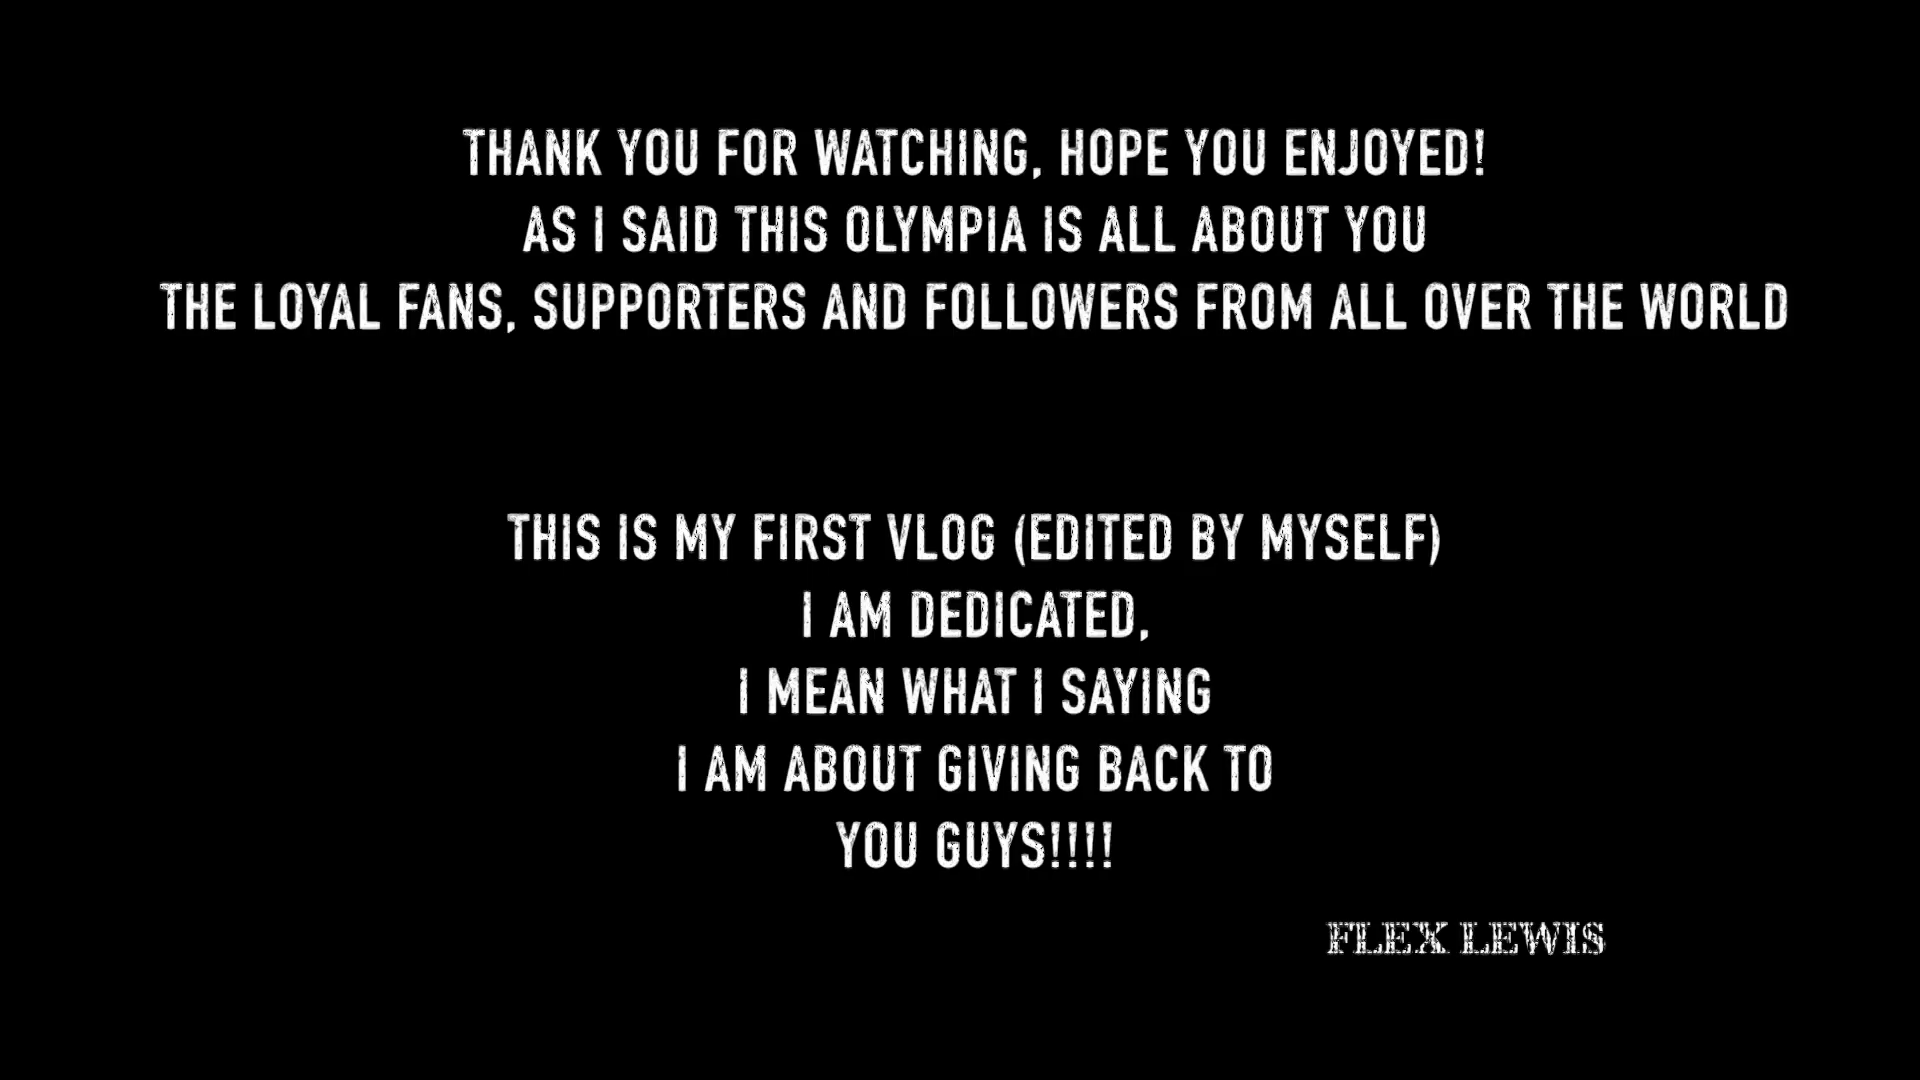 THANK YOU FOR WATCHING, HOPE YOU ENJOYED!
AS I SAID THIS OLYMPIA IS ALL ABOUT YOU
THE LOYAL FANS, SUPPORTERS AND FOLLOWERS FROM ALL OVER THE WORLD
THIS IS MY FIRST VLOG (EDITED BY MYSELF)
I AM DEDICATED,
I MEAN WHAT I SAYING
I AM ABOUT GIVING BACK TO
YOU GUYS!!!!
FLEX LEWIS